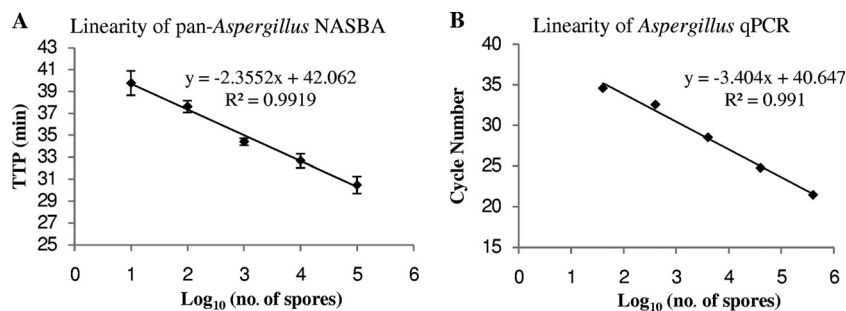 A
Linearity of pan-Aspergillus NASBA
y = -2.3552x + 42.062
R² = 0.9919
TTP (min)
43
41
39
37
35
33
31
29
27
25
0 1 2 3 4 5 6
Log₁₀ (no. of spores)
B
Linearity of Aspergillus qPCR
y = -3.404x + 40.647
R² = 0.991
Cycle Number
40
35
30
25
20
15
0 1 2 3 4 5 6
Log₁₀ (no. of spores)